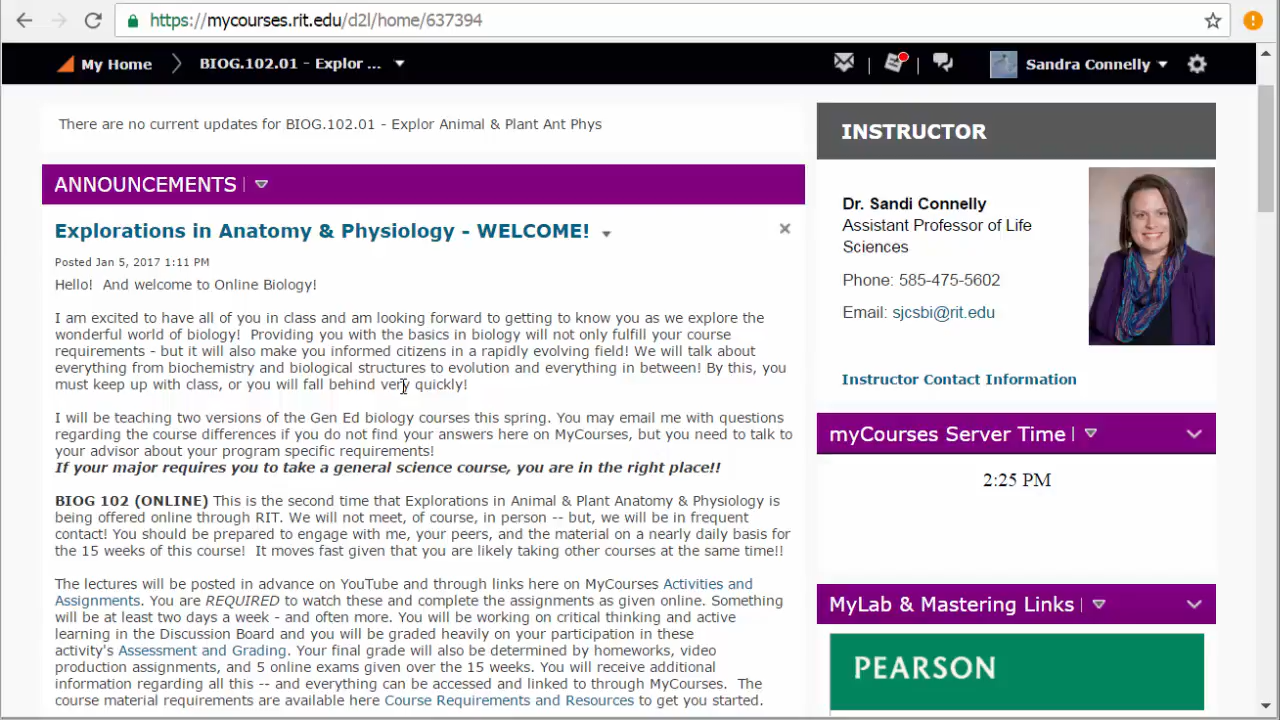 https://mycourses.rit.edu/d2l/home/637394
My Home
BIOG.102.01 - Explor ...
Sandra Connelly
There are no current updates for BIOG.102.01 - Explor Animal & Plant Ant Phys
ANNOUNCEMENTS
Explorations in Anatomy & Physiology - WELCOME!
Posted Jan 5, 2017 1:11 PM
Hello!  And welcome to Online Biology!
I am excited to have all of you in class and am looking forward to getting to know you as we explore the
wonderful world of biology!  Providing you with the basics in biology will not only fulfill your course
requirements - but it will also make you informed citizens in a rapidly evolving field! We will talk about
everything from biochemistry and biological structures to evolution and everything in between! By this, you
must keep up with class, or you will fall behind very quickly!
I will be teaching two versions of the Gen Ed biology courses this spring. You may email me with questions
regarding the course differences if you do not find your answers here on MyCourses, but you need to talk to
your advisor about your program specific requirements!
If your major requires you to take a general science course, you are in the right place!!
BIOG 102 (ONLINE) This is the second time that Explorations in Animal & Plant Anatomy & Physiology is
being offered online through RIT. We will not meet, of course, in person -- but, we will be in frequent
contact! You should be prepared to engage with me, your peers, and the material on a nearly daily basis for
the 15 weeks of this course!  It moves fast given that you are likely taking other courses at the same time!!
The lectures will be posted in advance on YouTube and through links here on MyCourses Activities and
Assignments. You are REQUIRED to watch these and complete the assignments as given online. Something
will be at least two days a week - and often more. You will be working on critical thinking and active
learning in the Discussion Board and you will be graded heavily on your participation in these
activity's Assessment and Grading. Your final grade will also be determined by homeworks, video
production assignments, and 5 online exams given over the 15 weeks. You will receive additional
information regarding all this -- and everything can be accessed and linked to through MyCourses.  The
course material requirements are available here Course Requirements and Resources to get you started.
INSTRUCTOR
Dr. Sandi Connelly
Assistant Professor of Life
Sciences
Phone: 585-475-5602
Email: sjcsbi@rit.edu
Instructor Contact Information
myCourses Server Time
2:25 PM
MyLab & Mastering Links
PEARSON